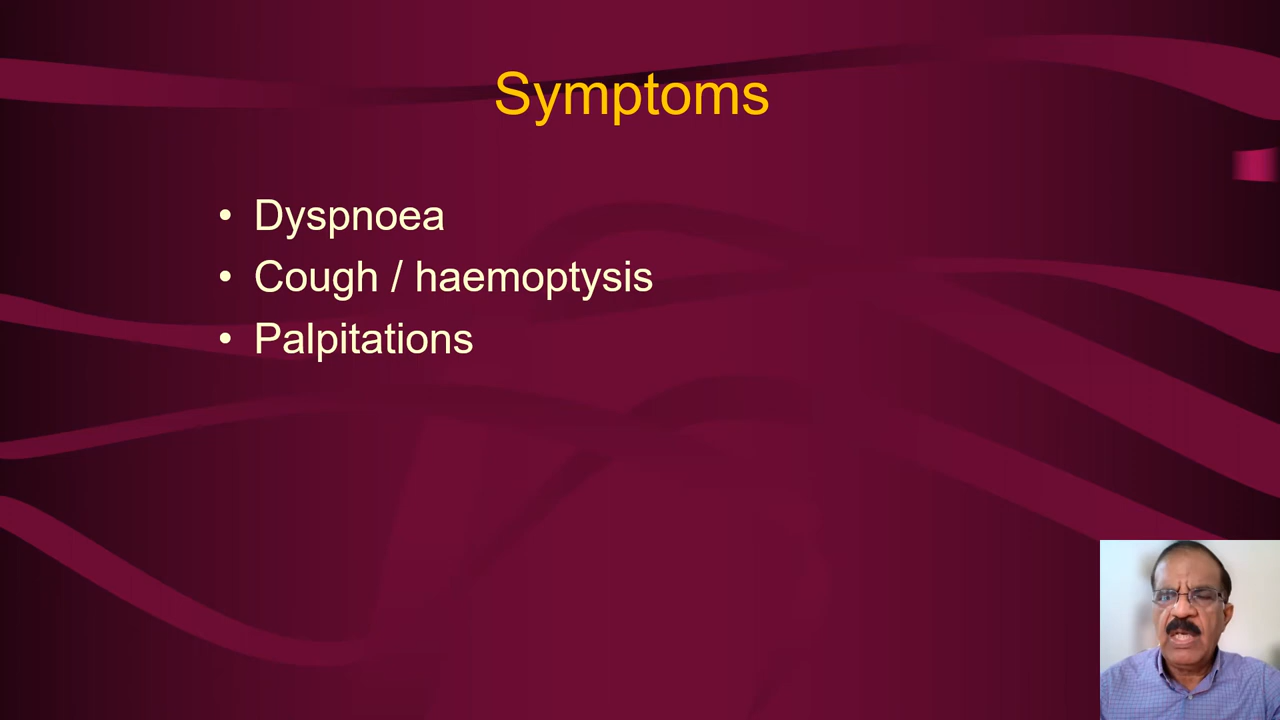 Symptoms
• Dyspnoea
• Cough / haemoptysis
• Palpitations